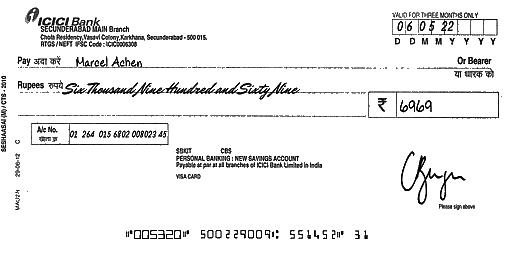 ICICI Bank
SECUNDERABAD MAIN Branch
Chola Residency,Vasavi Colony,Karkhana, Secunderabad - 500 015.
RTGS / NEFT IFSC Code : ICIC0006308
VALID FOR THREE MONTHS ONLY
0 6 0 5 2 2
D D M M Y Y Y Y
Pay अदा करें Marcel Achen Or Bearer
या धारक को
Rupees रुपये Six Thousand Nine Hundred and Sixty Nine
₹ 6969
A/c No. 01 264 015 6802 008023 45
SBKIT CBS
PERSONAL BANKING : NEW SAVINGS ACCOUNT
Payable at par at all branches of ICICI Bank Limited in India
VISA CARD
Please sign above
SESHAASAI (M) / CTS - 2010
29-06-12 C
⑈005320⑈ 500229009⑆ 551452⑈ 31